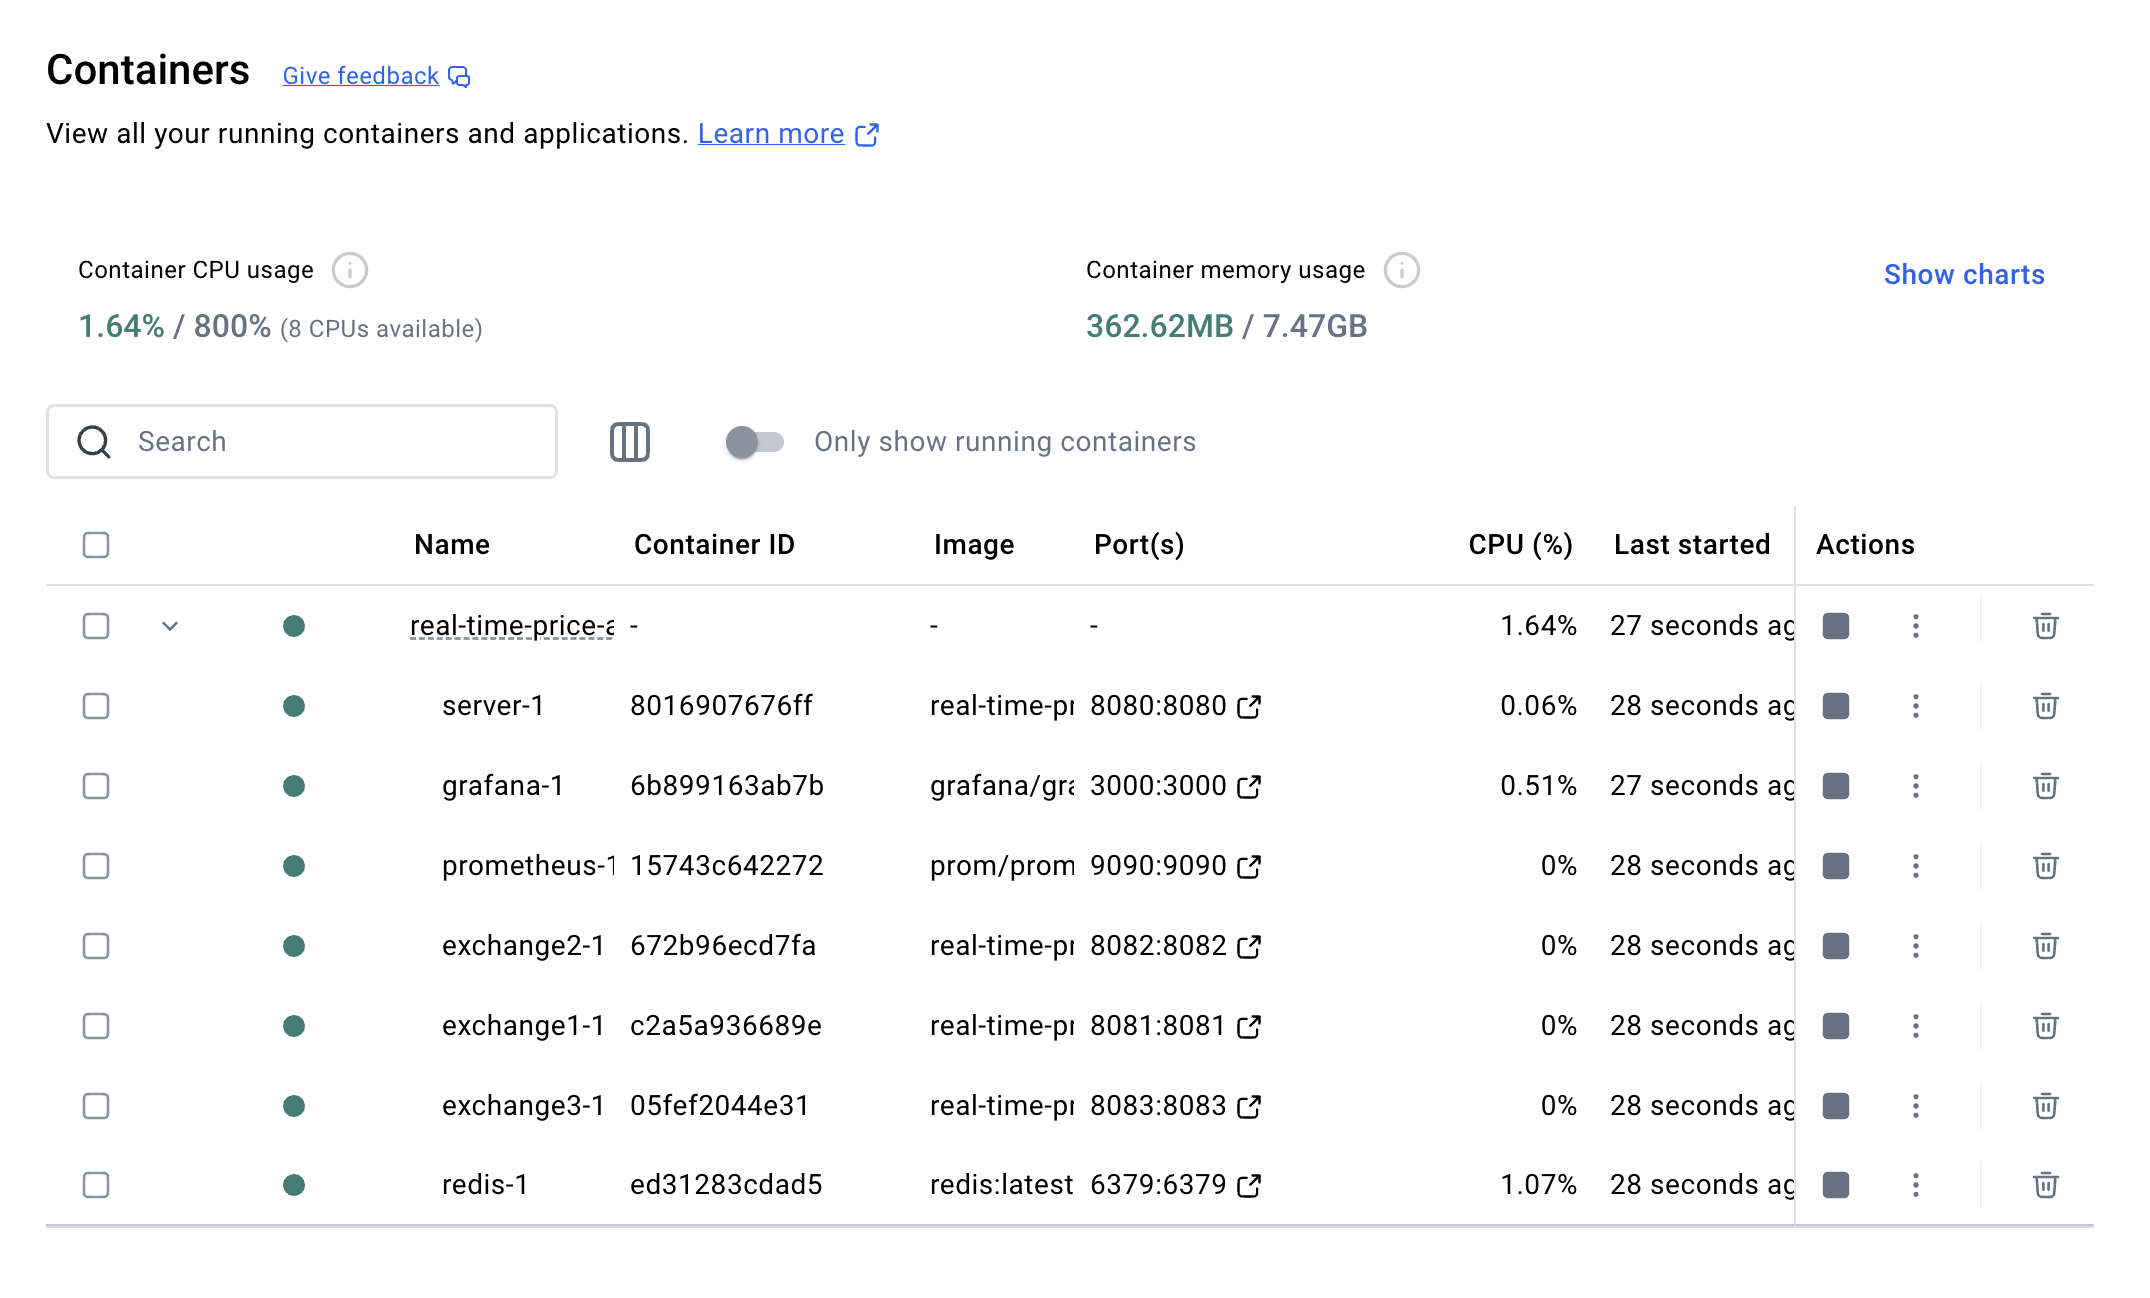 Containers Give feedback
View all your running containers and applications. Learn more
Container CPU usage
1.64% / 800% (8 CPUs available)
Container memory usage
362.62MB / 7.47GB
Show charts
Search
Only show running containers
Name Container ID Image Port(s) CPU (%) Last started Actions
real-time-price-a - - - 1.64% 27 seconds ag
server-1 8016907676ff real-time-pr 8080:8080 0.06% 28 seconds ag
grafana-1 6b899163ab7b grafana/gra 3000:3000 0.51% 27 seconds ag
prometheus-1 15743c642272 prom/prom 9090:9090 0% 28 seconds ag
exchange2-1 672b96ecd7fa real-time-pr 8082:8082 0% 28 seconds ag
exchange1-1 c2a5a936689e real-time-pr 8081:8081 0% 28 seconds ag
exchange3-1 05fef2044e31 real-time-pr 8083:8083 0% 28 seconds ag
redis-1 ed31283cdad5 redis:latest 6379:6379 1.07% 28 seconds ag